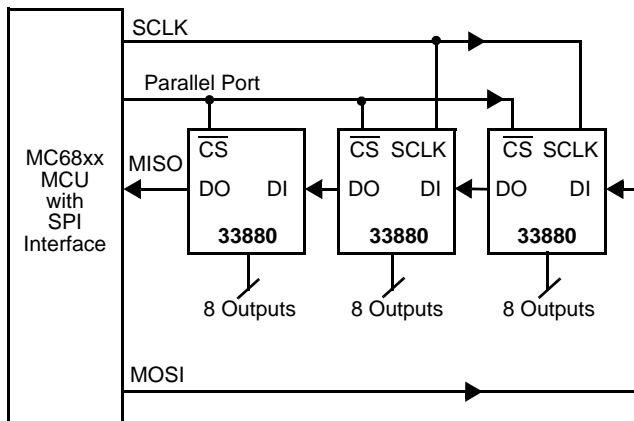 SCLK
Parallel Port
MC68xx
MCU
with
SPI
Interface
MISO
CS
DO DI
33880
8 Outputs
CS SCLK
DO DI
33880
8 Outputs
CS SCLK
DO DI
33880
8 Outputs
MOSI